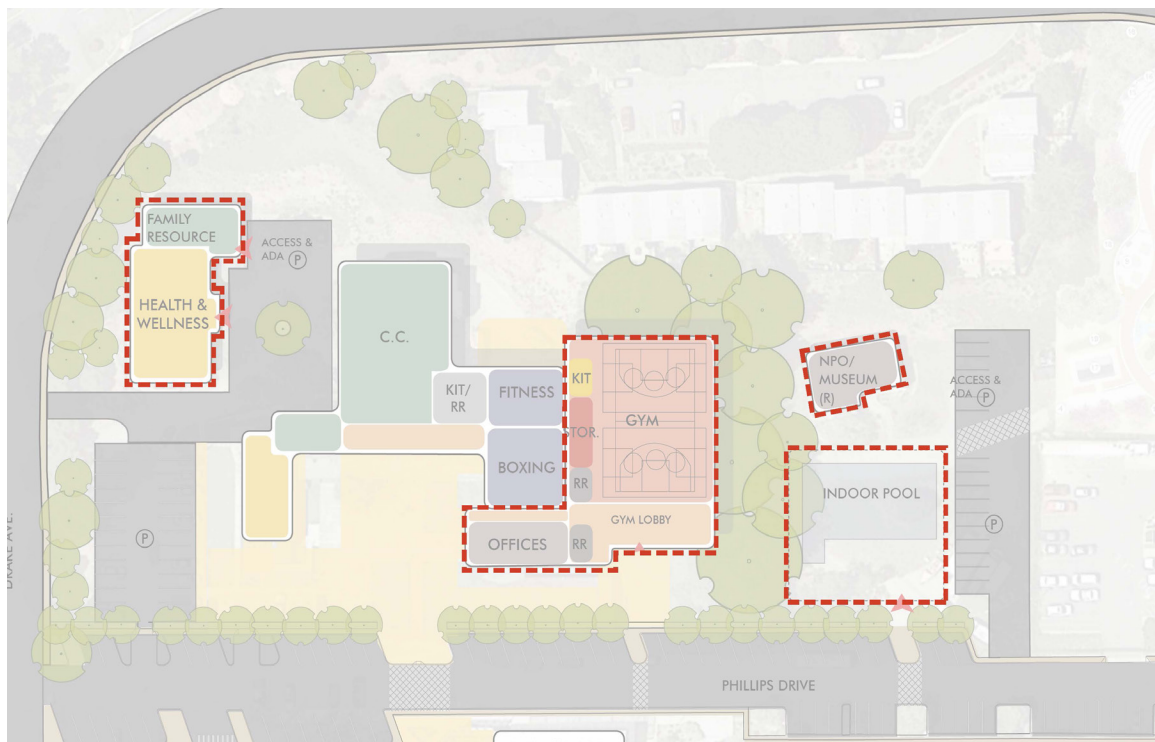 FAMILY
RESOURCE
ACCESS &
ADA P
HEALTH &
WELLNESS
C.C.
KIT/
RR
FITNESS
KIT
GYM
STOR.
BOXING
RR
GYM LOBBY
OFFICES
RR
NPO/
MUSEUM
(R)
ACCESS &
ADA P
INDOOR POOL
P
P
DRAKE AVE.
PHILLIPS DRIVE